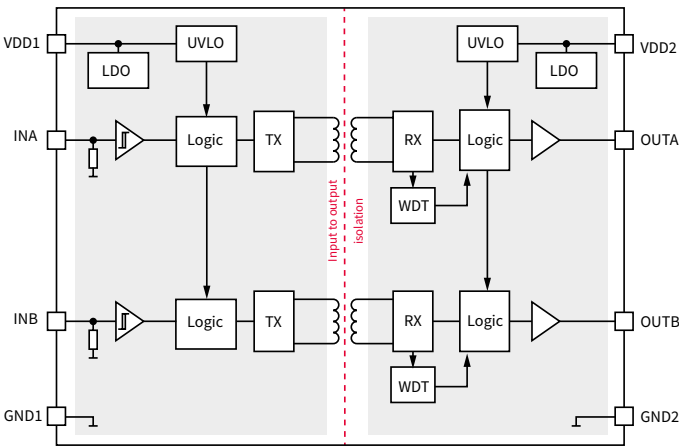 VDD1
UVLO
UVLO
VDD2
LDO
LDO
INA
Logic
TX
RX
Logic
OUTA
WDT
Input to output
isolation
INB
Logic
TX
RX
Logic
OUTB
WDT
GND1
GND2